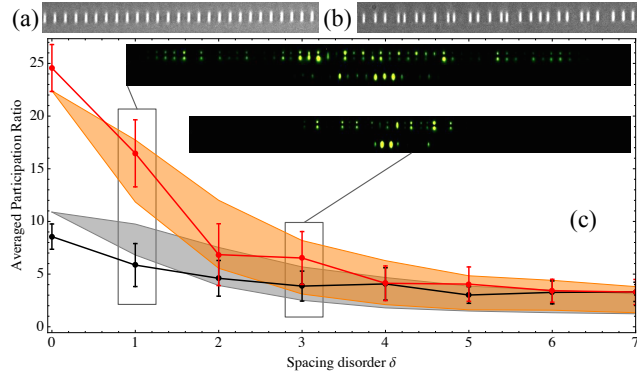 (a) (b)
25
20
15
10
5
0
Averaged Participation Ratio
(c)
0 1 2 3 4 5 6 7
Spacing disorder δ